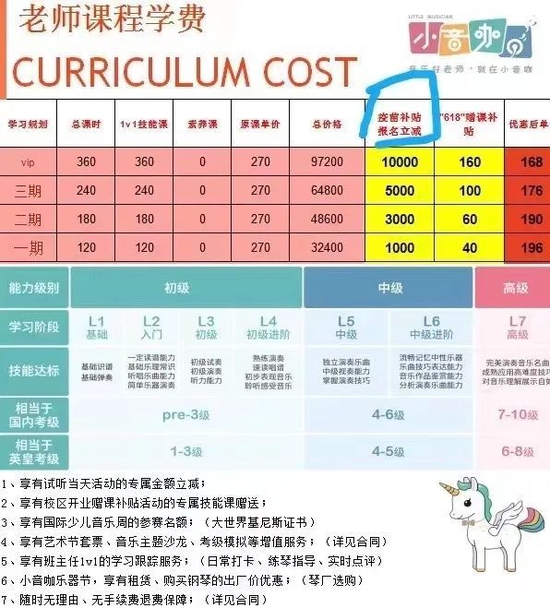 老师课程学费
CURRICULUM COST
LITTLE MUSICIAN
小音咖
音乐好老师·就在小音咖
学习规划 总课时 1v1技能课 素养课 原课单价 总价格 疫苗补贴报名立减 "618"赠课补贴 优惠后单
vip 360 360 0 270 97200 10000 160 168
三期 240 240 0 270 64800 5000 100 176
二期 180 180 0 270 48600 3000 60 190
一期 120 120 0 270 32400 1000 40 196
能力级别 初级 中级 高级
学习阶段 L1 基础 L2 入门 L3 初级 L4 初级进阶 L5 中级 L6 中级进阶 L7 高级
技能达标
基础识谱
基础弹奏
一定读谱能力
基础乐理常识
听唱乐曲能力
简单乐器演奏
初级试奏
初级演奏
听力能力
熟练演奏
速读唱谱
初步表现音乐
聆听感受音乐
独立演奏乐曲
中级视奏能力
掌握演奏技巧
流畅记忆中性乐器
乐曲技巧表达能力
音乐作品鉴赏能力
分析演奏乐曲能力
完美演奏音乐名曲
成熟应用高难度技巧
对音乐理解展示自如
相当于国内考级 pre-3级 4-6级 7-10级
相当于英皇考级 1-3级 4-5级 6-8级
1、享有试听当天活动的专属金额立减；
2、享有校区开业赠课补贴活动的专属技能课赠送；
3、享有国际少儿音乐周的参赛名额；（大世界基尼斯证书）
4、享有艺术节套票、音乐主题沙龙、考级模拟等增值服务；（详见合同）
5、享有班主任1v1的学习跟踪服务；（日常打卡、练琴指导、实时点评）
6、小音咖乐器节，享有租赁、购买钢琴的出厂价优惠；（琴厂选购）
7、随时无理由、无手续费退费保障；（详见合同）